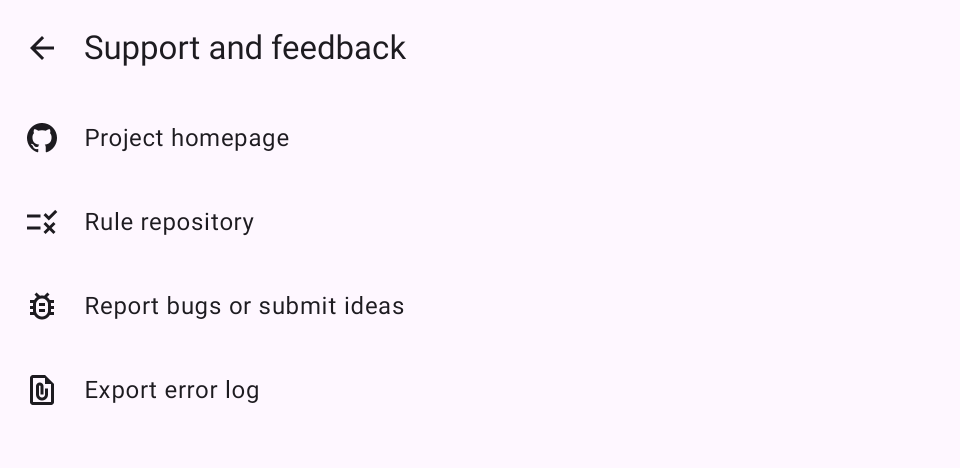 Support and feedback
Project homepage
Rule repository
Report bugs or submit ideas
Export error log